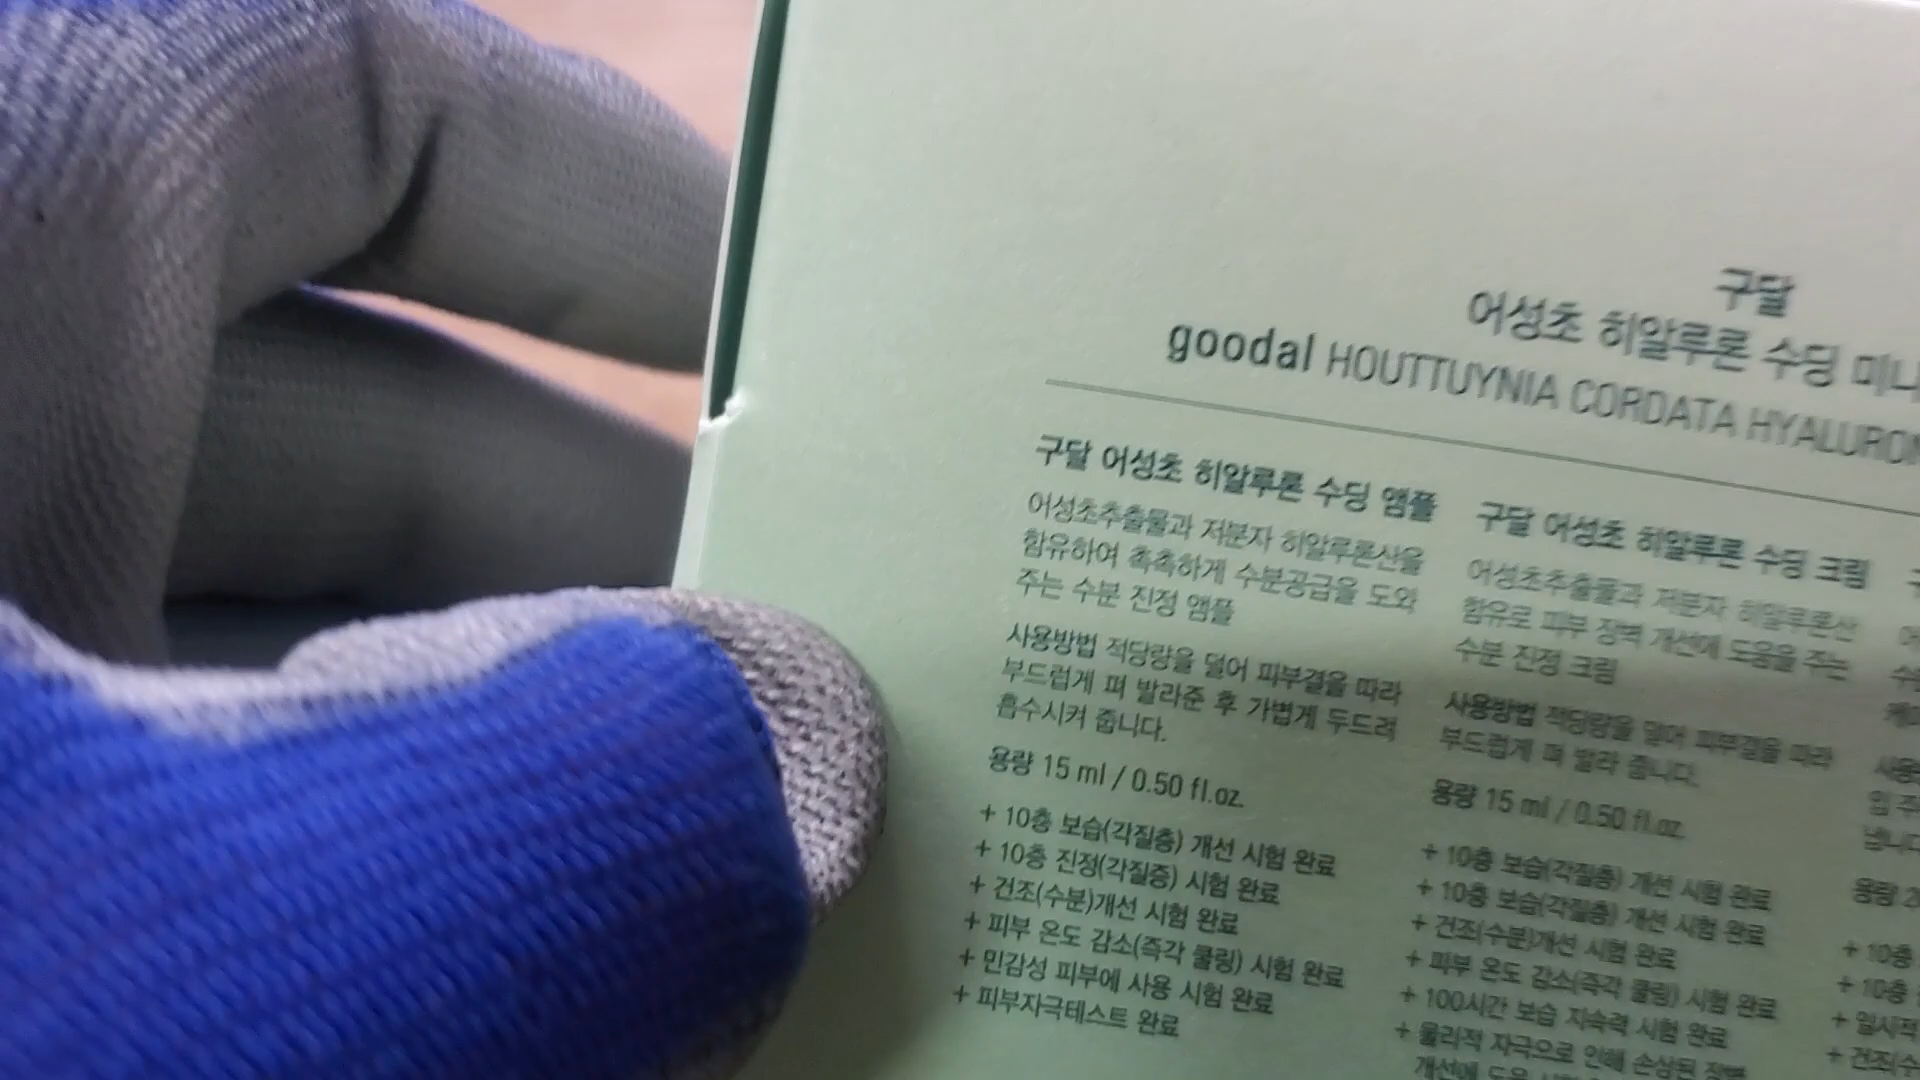 구달
어성초 히알루론 수딩 미니
goodal HOUTTUYNIA CORDATA HYALURON
구달 어성초 히알루론 수딩 앰플
어성초추출물과 저분자 히알루론산을
함유하여 촉촉하게 수분공급을 도와
주는 수분 진정 앰플
사용방법 적당량을 덜어 피부결을 따라
부드럽게 펴 발라준 후 가볍게 두드려
흡수시켜 줍니다.
용량 15 ml / 0.50 fl.oz.
+ 10층 보습(각질층) 개선 시험 완료
+ 10층 진정(각질층) 시험 완료
+ 건조(수분)개선 시험 완료
+ 피부 온도 감소(즉각 쿨링) 시험 완료
+ 민감성 피부에 사용 시험 완료
+ 피부자극테스트 완료
구달 어성초 히알루론 수딩 크림
어성초추출물과 저분자 히알루론산
함유로 피부 장벽 개선에 도움을 주는
수분 진정 크림
사용방법 적당량을 덜어 피부결을 따라
부드럽게 펴 발라 줍니다.
용량 15 ml / 0.50 fl.oz.
+ 10층 보습(각질층) 개선 시험 완료
+ 10층 보습(각질층) 개선 시험 완료
+ 건조(수분)개선 시험 완료
+ 피부 온도 감소(즉각 쿨링) 시험 완료
+ 100시간 보습 지속력 시험 완료
+ 물리적 자극으로 인해 손상된 장벽
개선에 도움
+ 10층
+ 10층
+ 일시적
+ 건조(수